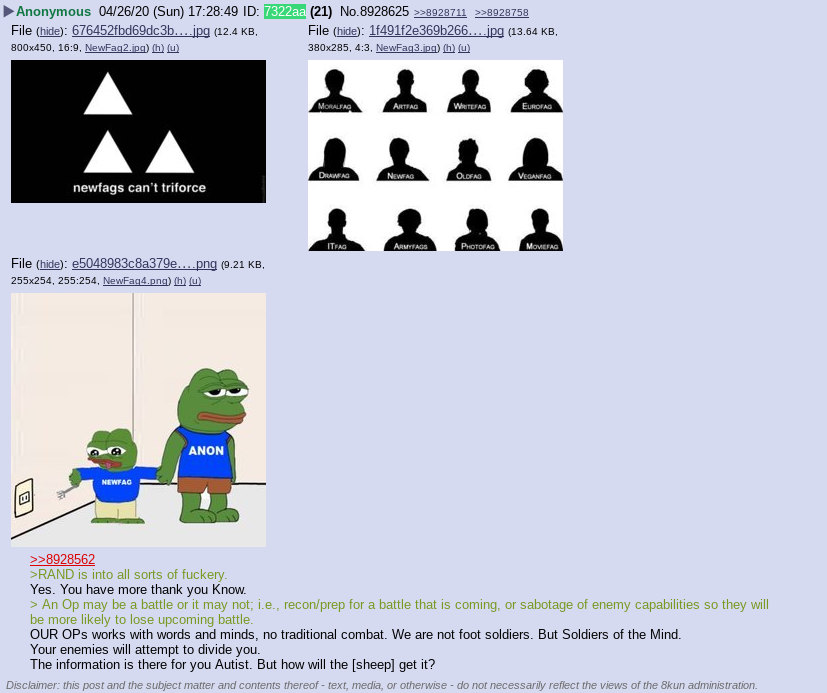 ▶Anonymous 04/26/20 (Sun) 17:28:49 ID: 7322aa (21) No.8928625 >>8928711 >>8928758
File (hide): 676452fbd69dc3b….jpg (12.4 KB,
800x450, 16:9, NewFag2.jpg) (h) (u)
File (hide): 1f491f2e369b266….jpg (13.64 KB,
380x285, 4:3, NewFag3.jpg) (h) (u)
newfags can't triforce
MORALFAG ARTFAG WRITEFAG EUROFAG
DRAWFAG NEWFAG OLDFAG VEGANFAG
ITFAG ARMYFAGS PHOTOFAG MOVIEFAG
File (hide): e5048983c8a379e….png (9.21 KB,
255x254, 255:254, NewFag4.png) (h) (u)
ANON
NEWFAG
>>8928562
>RAND is into all sorts of fuckery.
Yes. You have more thank you Know.
> An Op may be a battle or it may not; i.e., recon/prep for a battle that is coming, or sabotage of enemy capabilities so they will
be more likely to lose upcoming battle.
OUR OPs works with words and minds, no traditional combat. We are not foot soldiers. But Soldiers of the Mind.
Your enemies will attempt to divide you.
The information is there for you Autist. But how will the [sheep] get it?
Disclaimer: this post and the subject matter and contents thereof - text, media, or otherwise - do not necessarily reflect the views of the 8kun administration.